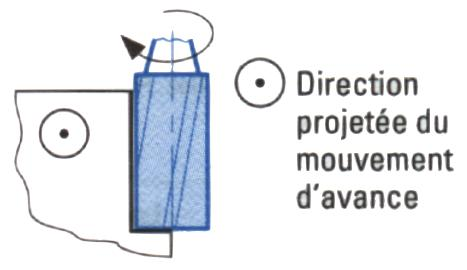 Direction
projetée du
mouvement
d'avance